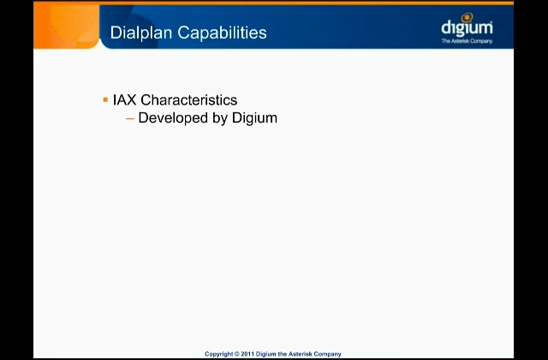 Dialplan Capabilities
digium
The Asterisk Company
IAX Characteristics
– Developed by Digium
Copyright © 2011 Digium the Asterisk Company